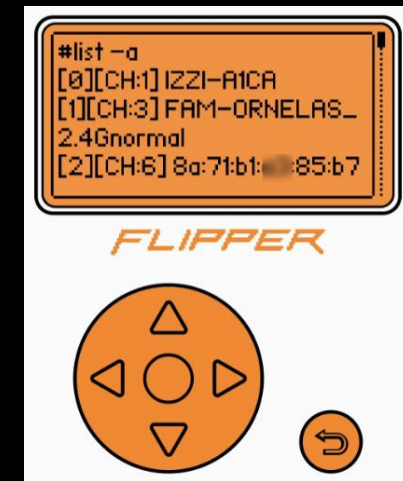 #list -a
[0][CH:1] IZZI-A1CA
[1][CH:3] FAM-ORNELAS_
2.4Gnormal
[2][CH:6] 8a:71:b1: :85:b7
FLIPPER